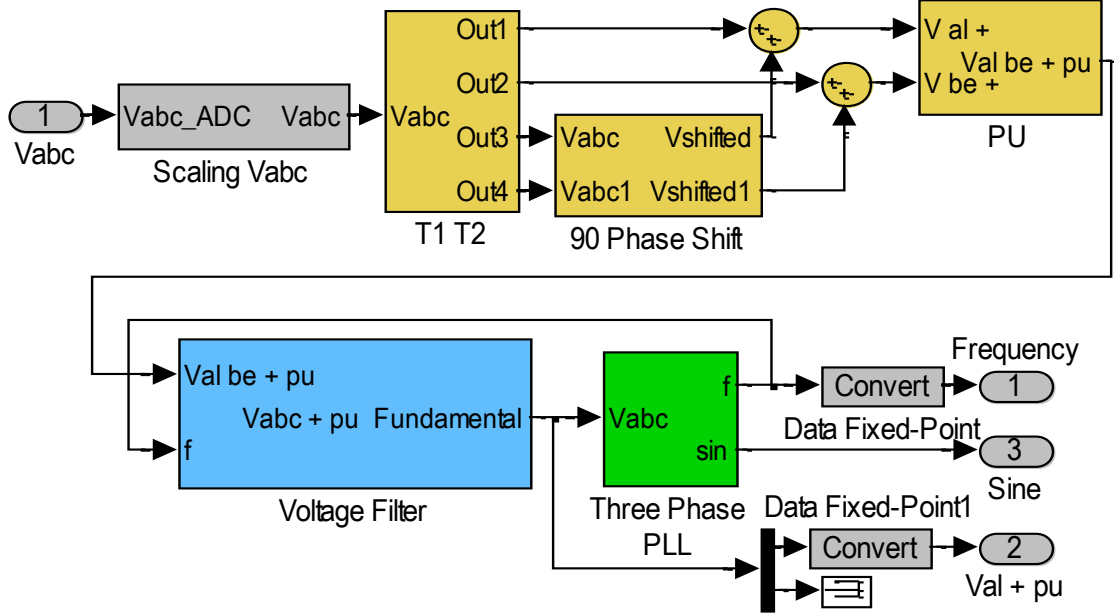 Out1
V al +
Val be + pu
Out2
V be +
1
Vabc_ADC
Vabc
Vabc
Out3
Vabc
Vshifted
PU
Vabc
Scaling Vabc
Out4
Vabc1
Vshifted1
T1 T2
90 Phase Shift
Frequency
Val be + pu
f
Convert
1
Vabc + pu
Fundamental
Vabc
Data Fixed-Point
f
sin
3
Voltage Filter
Three Phase
PLL
Data Fixed-Point1
Sine
Convert
2
Val + pu